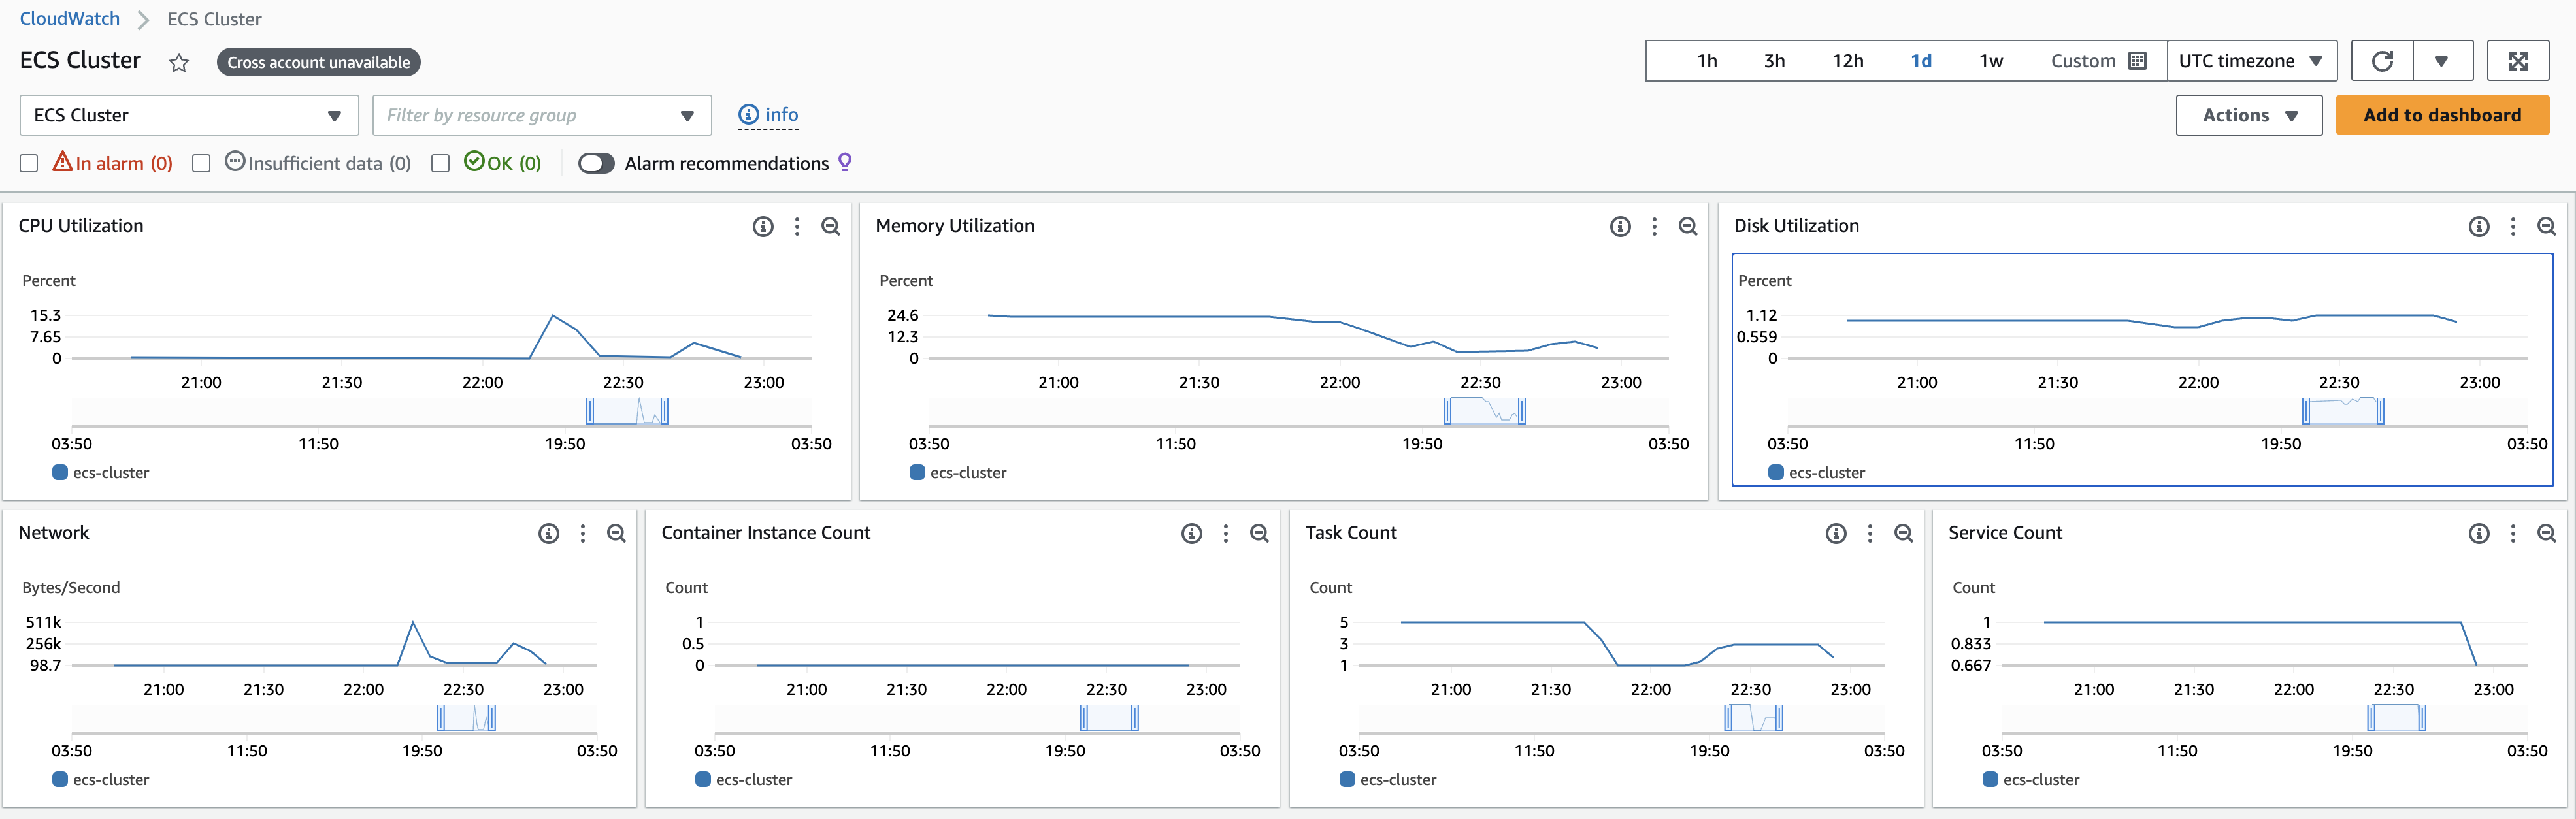 CloudWatch > ECS Cluster
ECS Cluster Cross account unavailable 1h 3h 12h 1d 1w Custom UTC timezone
ECS Cluster Filter by resource group info Actions Add to dashboard
In alarm (0) Insufficient data (0) OK (0) Alarm recommendations
CPU Utilization
Percent
15.3
7.65
0
21:00 21:30 22:00 22:30 23:00
03:50 11:50 19:50 03:50
ecs-cluster
Memory Utilization
Percent
24.6
12.3
0
21:00 21:30 22:00 22:30 23:00
03:50 11:50 19:50 03:50
ecs-cluster
Disk Utilization
Percent
1.12
0.559
0
21:00 21:30 22:00 22:30 23:00
03:50 11:50 19:50 03:50
ecs-cluster
Network
Bytes/Second
511k
256k
98.7
21:00 21:30 22:00 22:30 23:00
03:50 11:50 19:50 03:50
ecs-cluster
Container Instance Count
Count
1
0.5
0
21:00 21:30 22:00 22:30 23:00
03:50 11:50 19:50 03:50
ecs-cluster
Task Count
Count
5
3
1
21:00 21:30 22:00 22:30 23:00
03:50 11:50 19:50 03:50
ecs-cluster
Service Count
Count
1
0.833
0.667
21:00 21:30 22:00 22:30 23:00
03:50 11:50 19:50 03:50
ecs-cluster